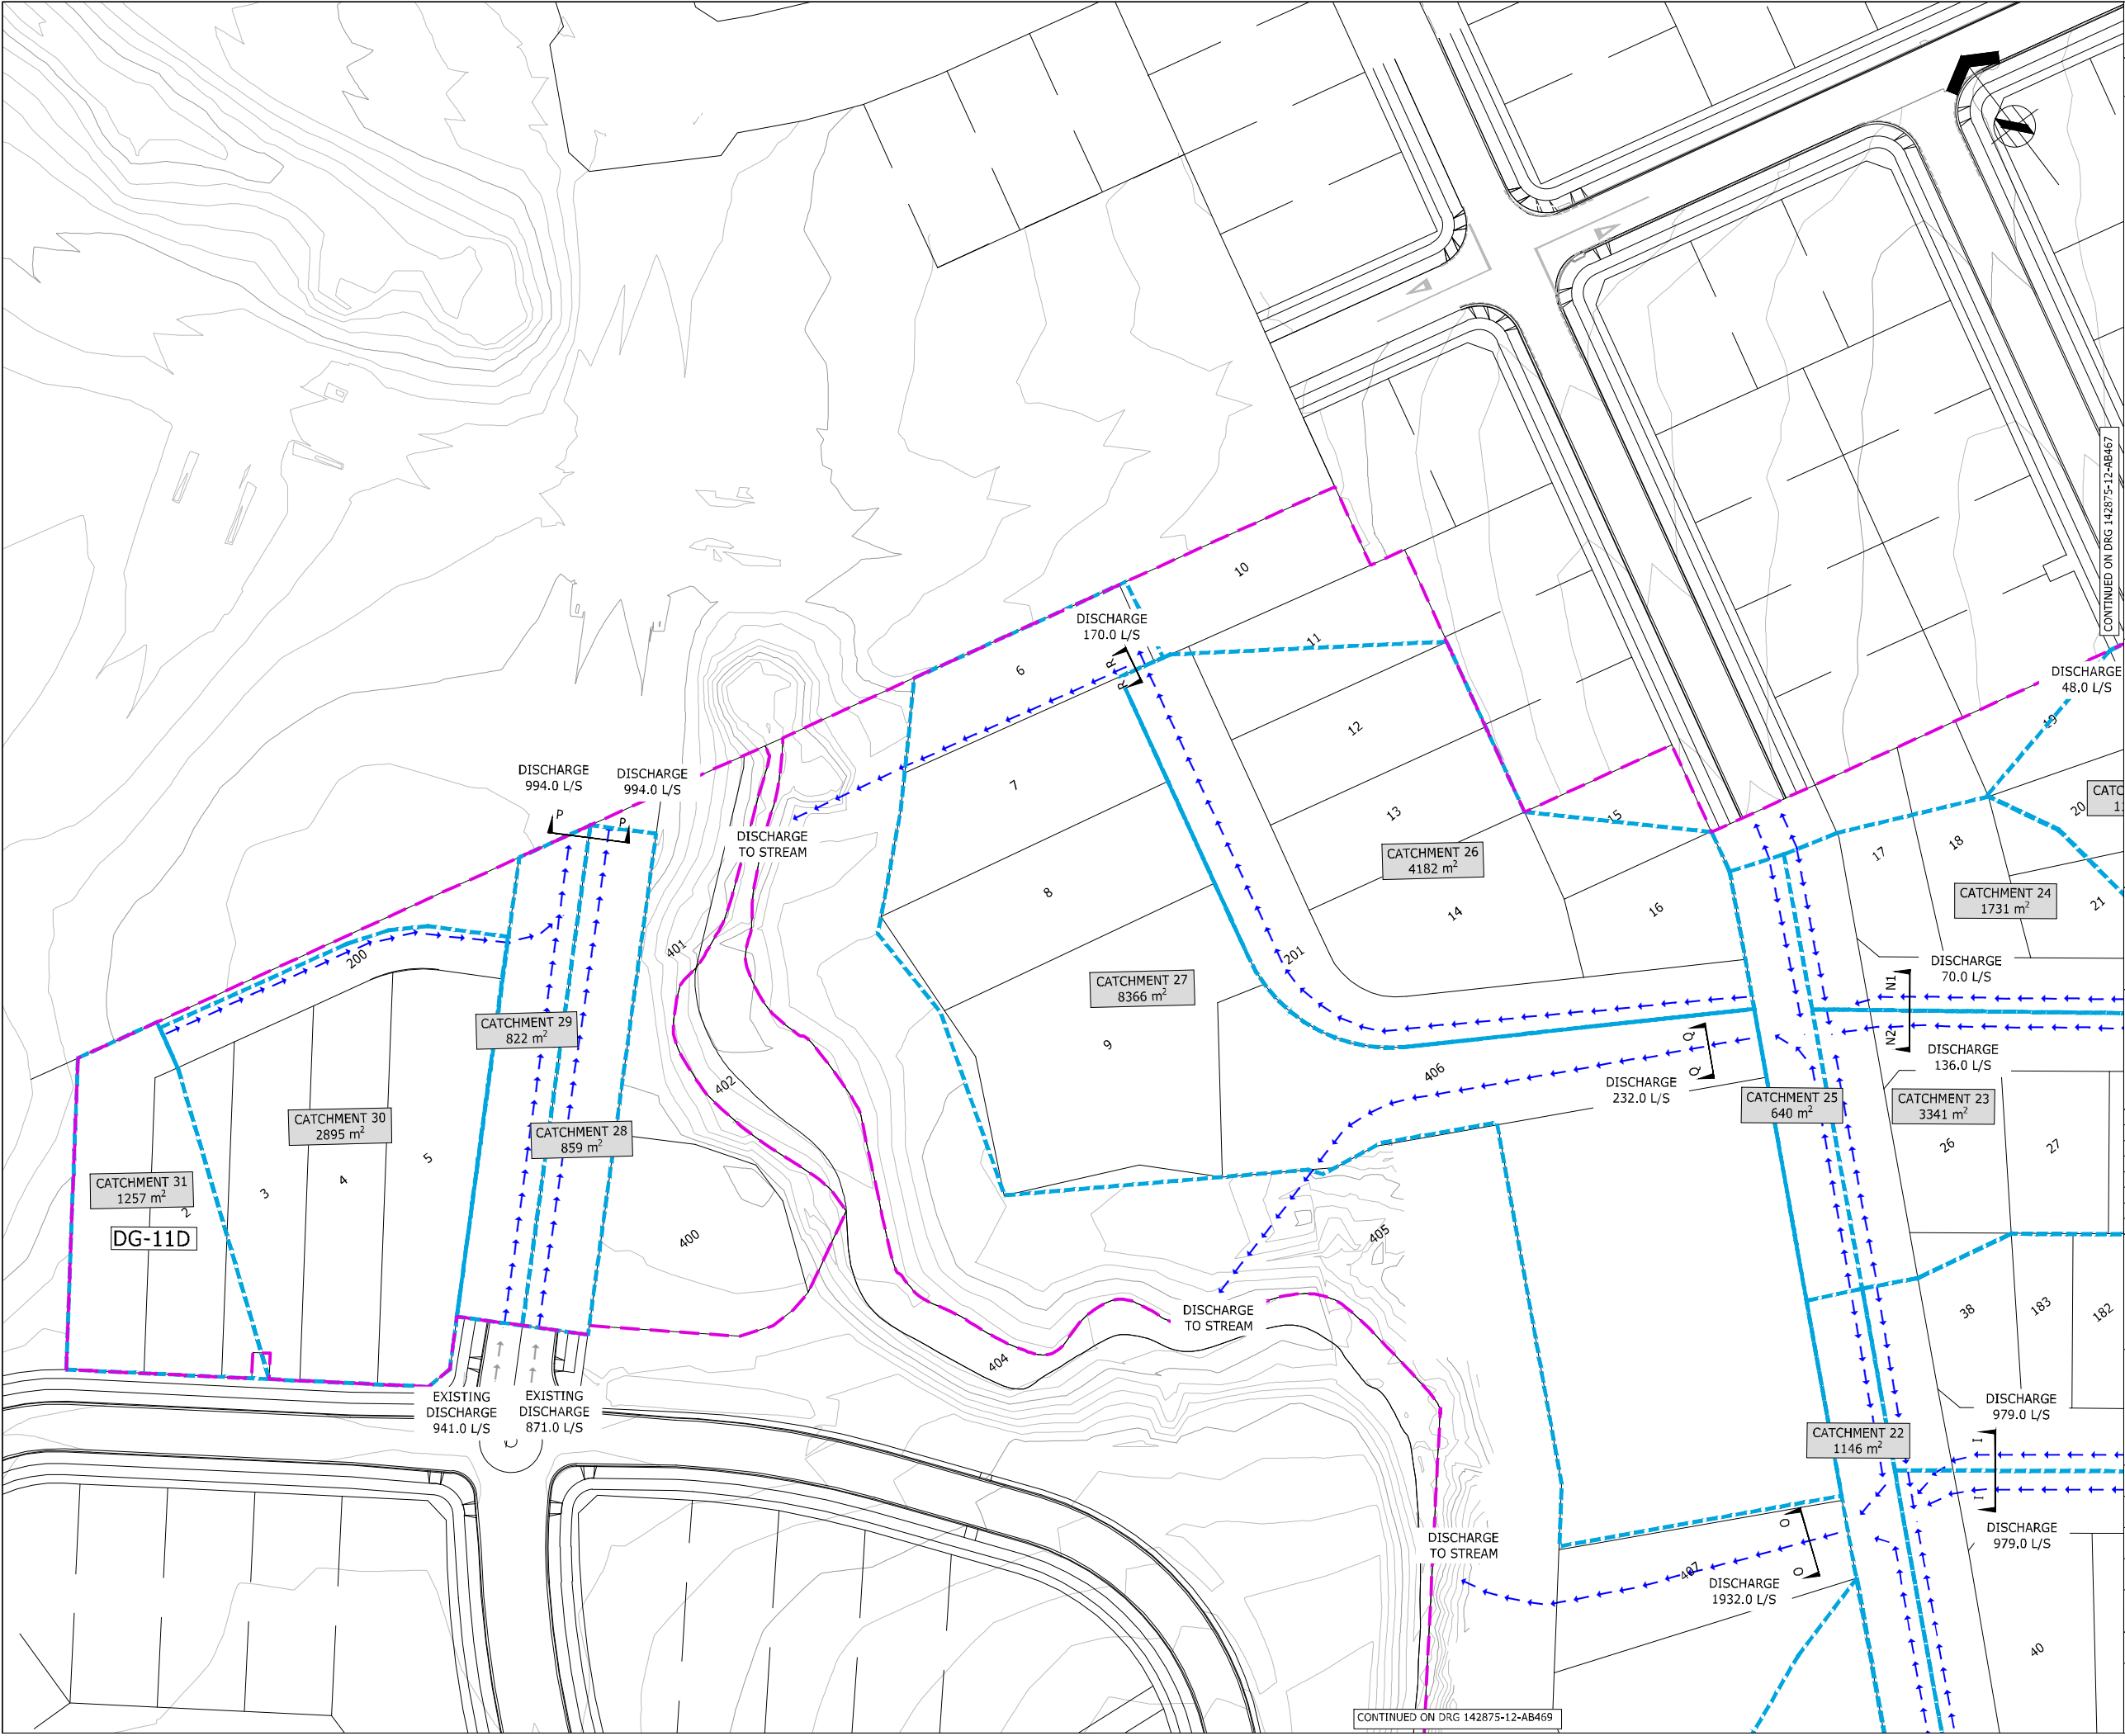 CONTINUED ON DRG 142875-12-AB467
10
DISCHARGE
170.0 L/S
11
6
R
R
DISCHARGE
48.0 L/S
19
12
7
DISCHARGE
994.0 L/S
DISCHARGE
994.0 L/S
P
P
13
15
20
DISCHARGE
TO STREAM
CATCHMENT 26
4182 m²
17
18
8
CATCHMENT 24
1731 m²
21
14
16
401
200
201
CATCHMENT 27
8366 m²
DISCHARGE
70.0 L/S
N1
CATCHMENT 29
822 m²
9
Q
Q
N2
DISCHARGE
136.0 L/S
402
406
DISCHARGE
232.0 L/S
CATCHMENT 25
640 m²
CATCHMENT 23
3341 m²
CATCHMENT 30
2895 m²
CATCHMENT 28
859 m²
26
27
5
4
3
CATCHMENT 31
1257 m²
2
DG-11D
400
405
DISCHARGE
TO STREAM
38
183
182
404
EXISTING
DISCHARGE
941.0 L/S
EXISTING
DISCHARGE
871.0 L/S
DISCHARGE
979.0 L/S
CATCHMENT 22
1146 m²
I
I
O
O
DISCHARGE
979.0 L/S
DISCHARGE
TO STREAM
407
DISCHARGE
1932.0 L/S
40
CONTINUED ON DRG 142875-12-AB469